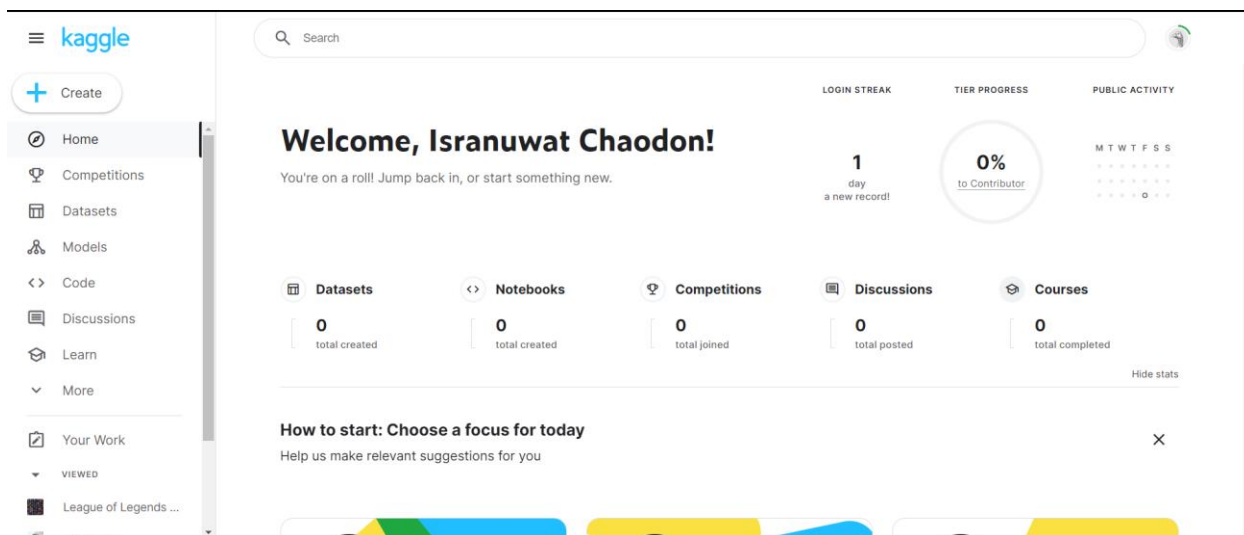 kaggle
Search
Create
Home
Competitions
Datasets
Models
Code
Discussions
Learn
More
Your Work
VIEWED
League of Legends ...
LOGIN STREAK
TIER PROGRESS
PUBLIC ACTIVITY
Welcome, Isranuwat Chaodon!
You're on a roll! Jump back in, or start something new.
1
day
a new record!
0%
to Contributor
M T W T F S S
Datasets
0
total created
Notebooks
0
total created
Competitions
0
total joined
Discussions
0
total posted
Courses
0
total completed
Hide stats
How to start: Choose a focus for today
Help us make relevant suggestions for you